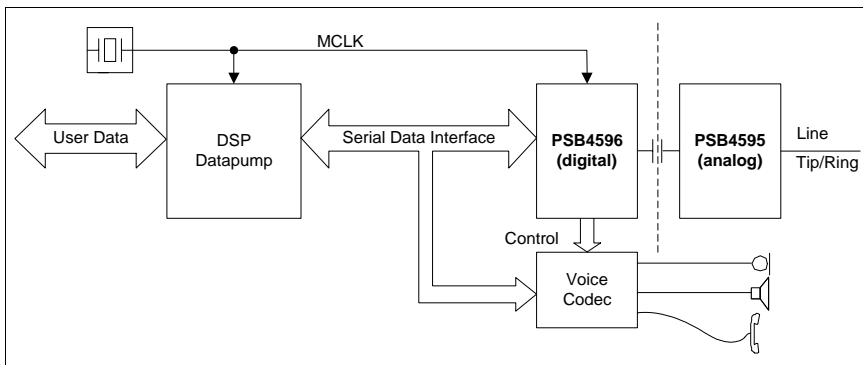 MCLK
User Data
DSP
Datapump
Serial Data Interface
PSB4596
(digital)
PSB4595
(analog)
Line
Tip/Ring
Control
Voice
Codec